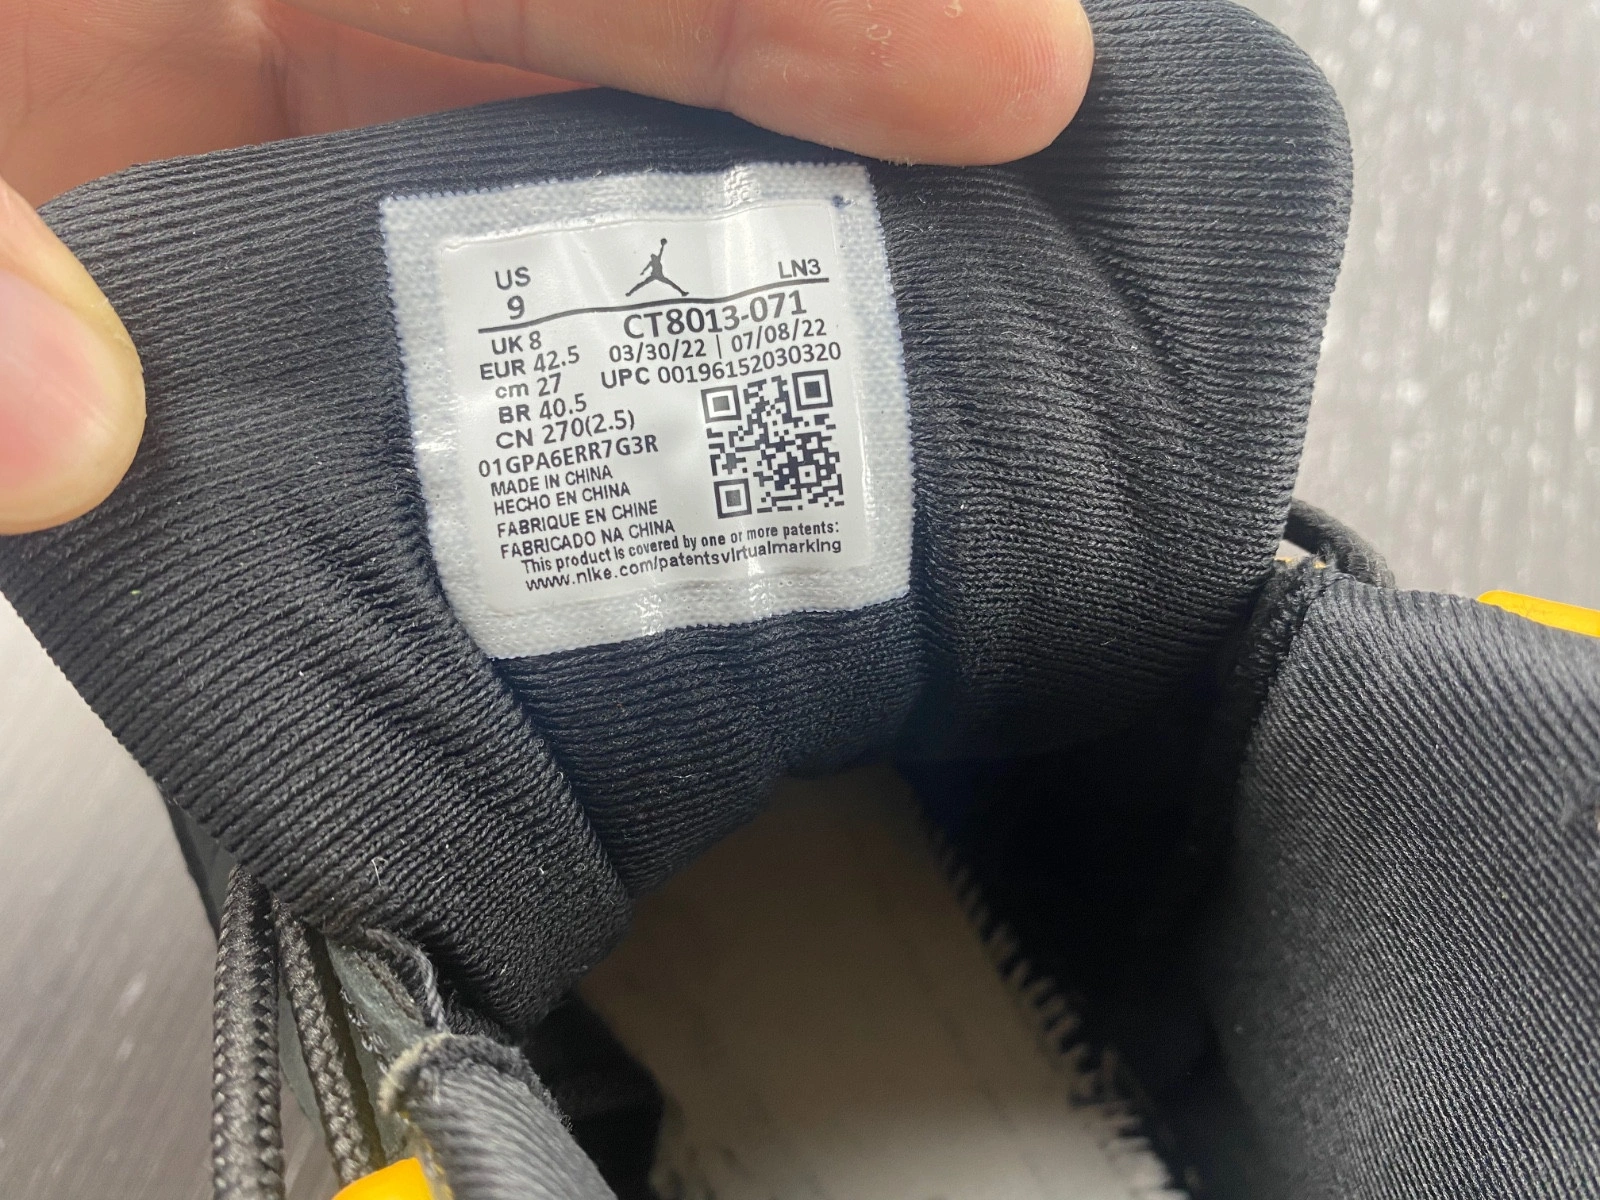 US
9
LN3
CT8013-071
03/30/22 | 07/08/22
UPC 00196152030320
UK 8
EUR 42.5
cm 27
BR 40.5
CN 270(2.5)
01GPA6ERR7G3R
MADE IN CHINA
HECHO EN CHINA
FABRIQUE EN CHINE
FABRICADO NA CHINA
This product is covered by one or more patents:
www.nike.com/patentsvirtualmarking